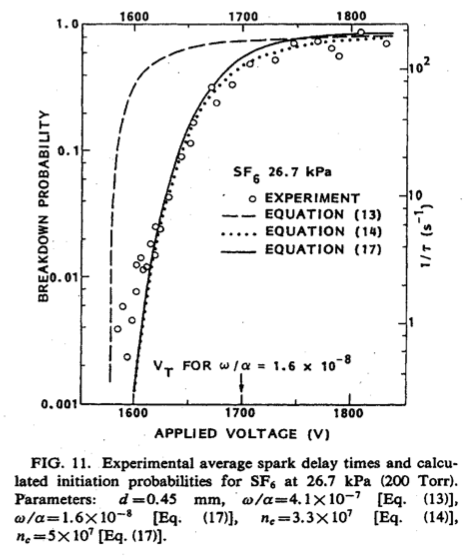 1600 1700 1800
1.0
0.1
0.01
0.001
BREAKDOWN PROBABILITY
10²
10
1
1/τ (s⁻¹)
SF₆ 26.7 kPa
EXPERIMENT
EQUATION (13)
EQUATION (14)
EQUATION (17)
V_T FOR ω/α = 1.6 × 10⁻⁸
1600 1700 1800
APPLIED VOLTAGE (V)
FIG. 11. Experimental average spark delay times and calcu-
lated initiation probabilities for SF₆ at 26.7 kPa (200 Torr).
Parameters: d=0.45 mm, ω/α=4.1×10⁻⁷ [Eq. (13)],
ω/α=1.6×10⁻⁸ [Eq. (17)], n_c=3.3×10⁷ [Eq. (14)],
n_c=5×10⁷ [Eq. (17)].